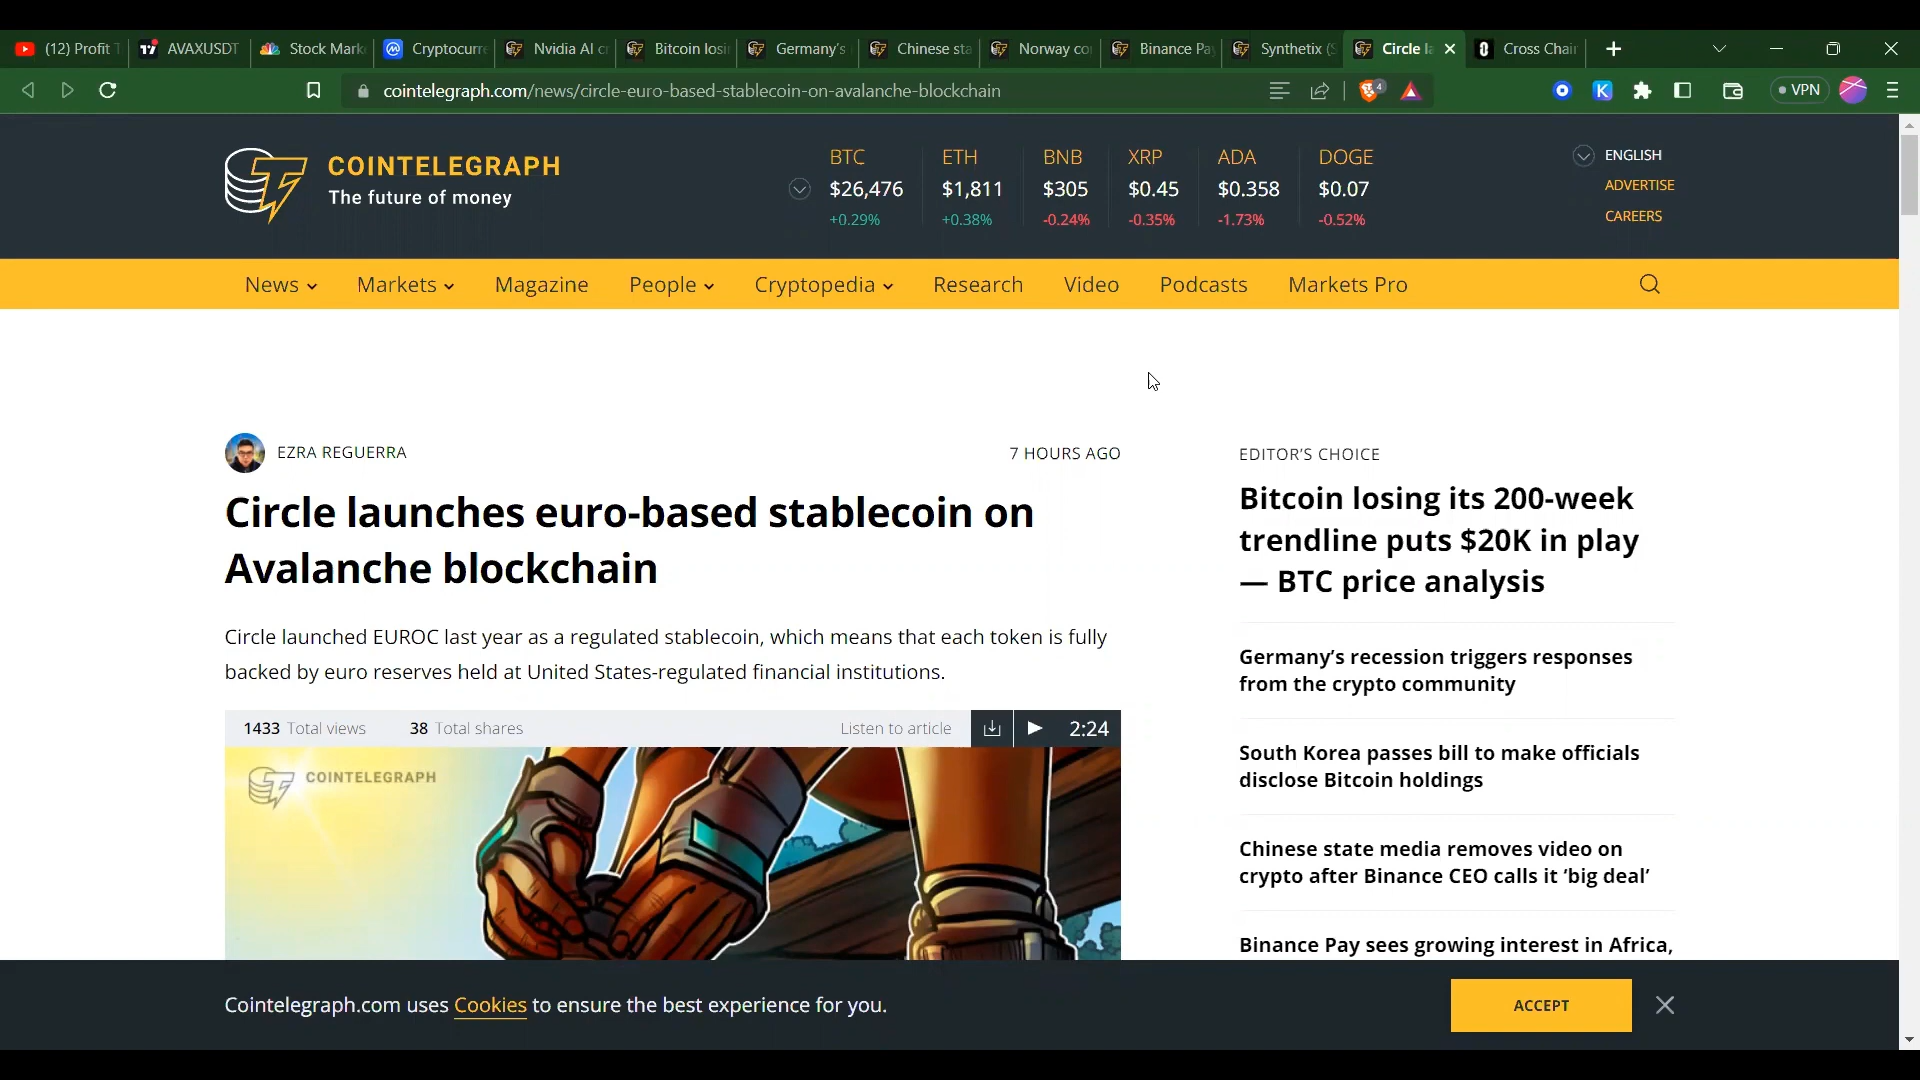 (12) Profit T
AVAXUSDT
Stock Mark
Cryptocurre
Nvidia AI c
Bitcoin losi
Germany's
Chinese sta
Norway co
Binance Pa
Synthetix (S
Circle la
Cross Chain
cointelegraph.com/news/circle-euro-based-stablecoin-on-avalanche-blockchain
4
K
VPN
COINTELEGRAPH
The future of money
BTC ETH BNB XRP ADA DOGE
$26,476 $1,811 $305 $0.45 $0.358 $0.07
+0.29% +0.38% -0.24% -0.35% -1.73% -0.52%
ENGLISH
ADVERTISE
CAREERS
News Markets Magazine People Cryptopedia Research Video Podcasts Markets Pro
EZRA REGUERRA
7 HOURS AGO
Circle launches euro-based stablecoin on
Avalanche blockchain
Circle launched EUROC last year as a regulated stablecoin, which means that each token is fully
backed by euro reserves held at United States-regulated financial institutions.
1433 Total views 38 Total shares Listen to article 2:24
COINTELEGRAPH
EDITOR'S CHOICE
Bitcoin losing its 200-week
trendline puts $20K in play
— BTC price analysis
Germany’s recession triggers responses
from the crypto community
South Korea passes bill to make officials
disclose Bitcoin holdings
Chinese state media removes video on
crypto after Binance CEO calls it ‘big deal’
Binance Pay sees growing interest in Africa,
Cointelegraph.com uses Cookies to ensure the best experience for you.
ACCEPT